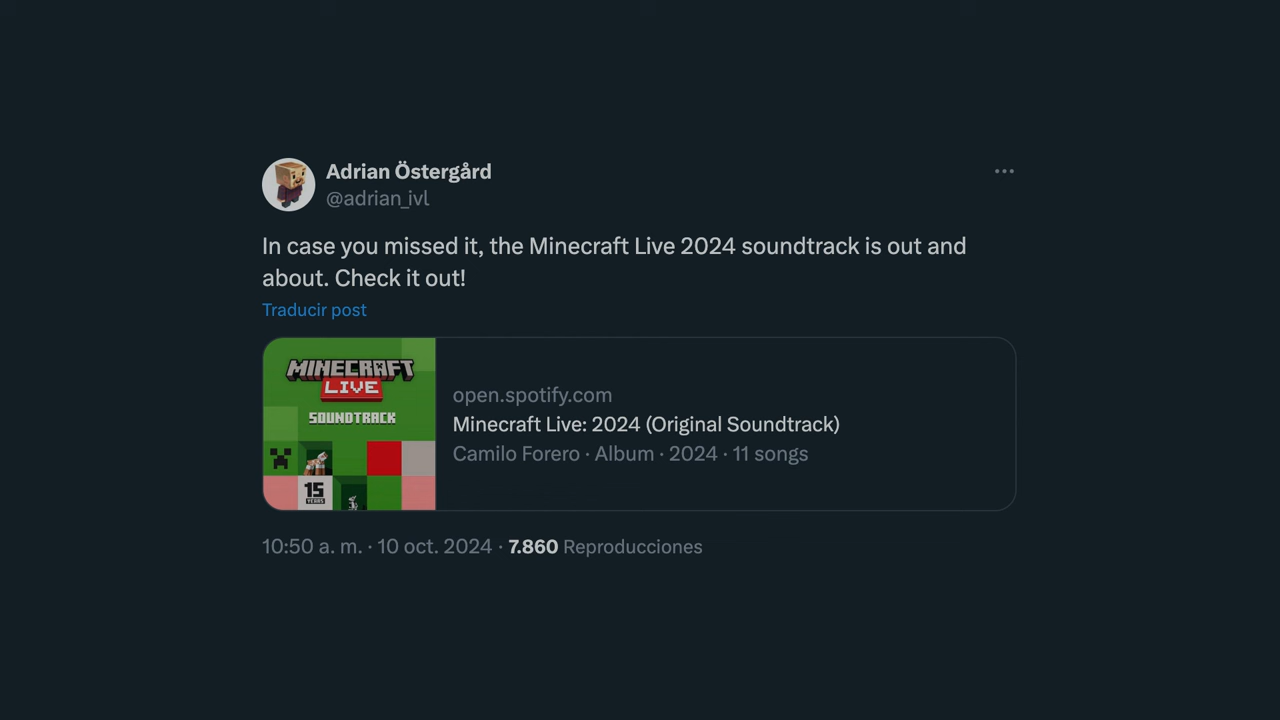 Adrian Östergård
@adrian_ivl
In case you missed it, the Minecraft Live 2024 soundtrack is out and
about. Check it out!
Traducir post
MINECRAFT
LIVE
SOUNDTRACK
15
YEARS
open.spotify.com
Minecraft Live: 2024 (Original Soundtrack)
Camilo Forero · Album · 2024 · 11 songs
10:50 a. m. · 10 oct. 2024 · 7.860 Reproducciones